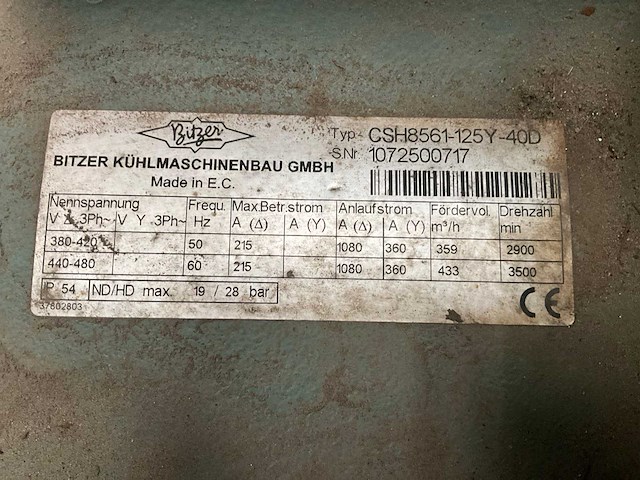 Bitzer
Typ CSH8561-125Y-40D
S.Nr. 1072500717
BITZER KÜHLMASCHINENBAU GMBH
Made in E.C.
Nennspannung Frequ. Max.Betr.strom Anlaufstrom Fördervol. Drehzahl
V △ 3Ph~ V Y 3Ph~ Hz A (△) A (Y) A (△) A (Y) m³/h min
380-420 50 215 1080 360 359 2900
440-480 60 215 1080 360 433 3500
IP 54 ND/HD max. 19 / 28 bar
37802803
CE